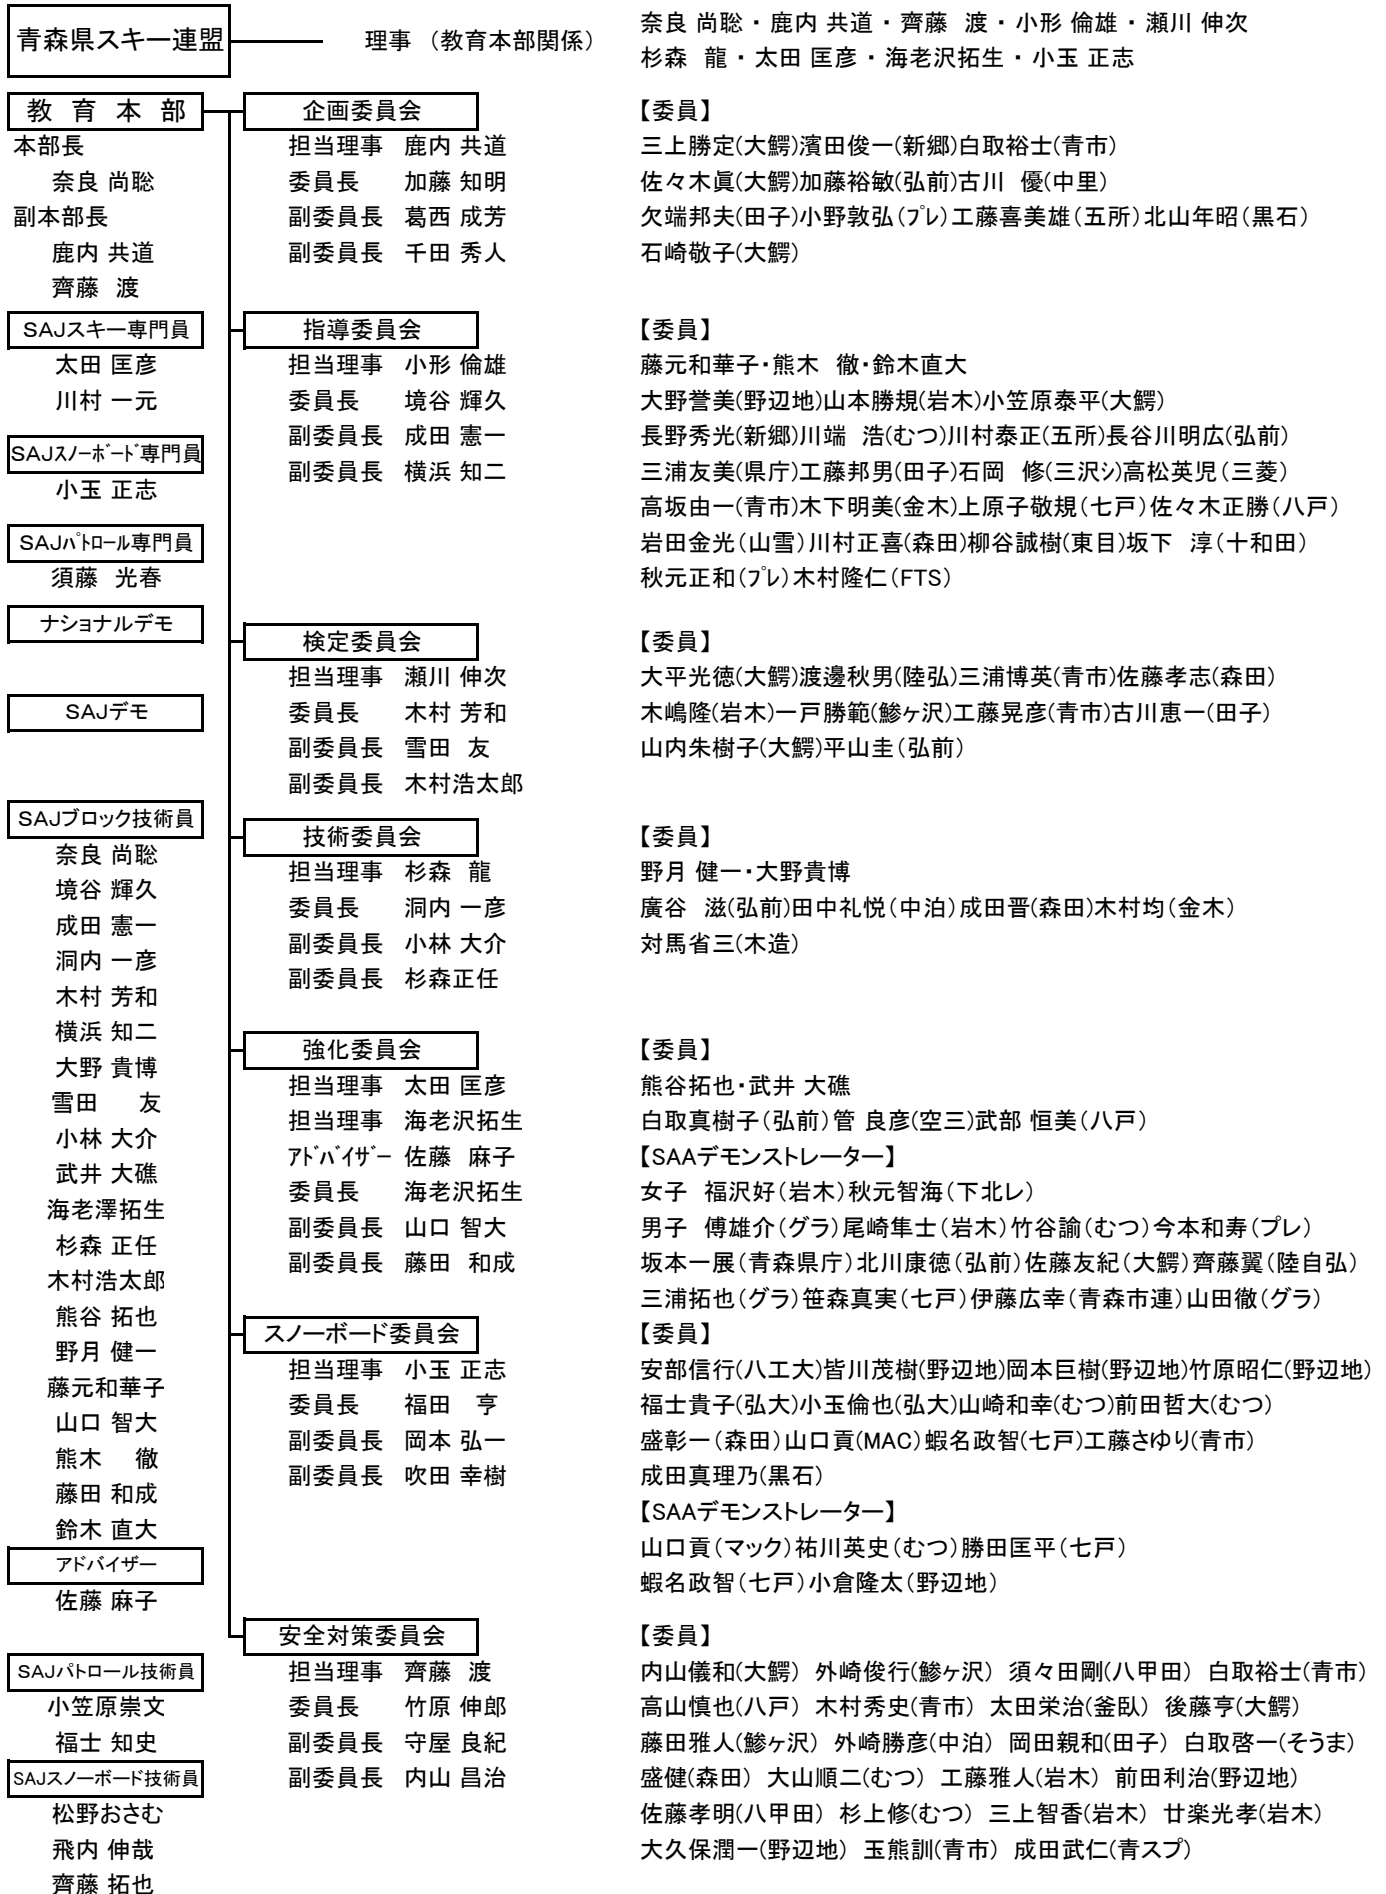 青森県スキー連盟 理事 (教育本部関係) 奈良 尚聡 ・ 鹿内 共道 ・ 齊藤 渡 ・ 小形 倫雄 ・ 瀬川 伸次
杉森 龍 ・ 太田 匡彦 ・ 海老沢拓生 ・ 小玉 正志
教 育 本 部
本部長
奈良 尚聡
副本部長
鹿内 共道
齊藤 渡
SAJスキー専門員
太田 匡彦
川村 一元
SAJスノーボード専門員
小玉 正志
SAJパトロール専門員
須藤 光春
ナショナルデモ
SAJデモ
SAJブロック技術員
奈良 尚聡
境谷 輝久
成田 憲一
洞内 一彦
木村 芳和
横浜 知二
大野 貴博
雪田 友
小林 大介
武井 大礁
海老澤拓生
杉森 正任
木村浩太郎
熊谷 拓也
野月 健一
藤元和華子
山口 智大
熊木 徹
藤田 和成
鈴木 直大
アドバイザー
佐藤 麻子
SAJパトロール技術員
小笠原崇文
福士 知史
SAJスノーボード技術員
松野おさむ
飛内 伸哉
齊藤 拓也
企画委員会
担当理事 鹿内 共道
委員長 加藤 知明
副委員長 葛西 成芳
副委員長 千田 秀人
【委員】
三上勝定(大鰐)濱田俊一(新郷)白取裕士(青市)
佐々木眞(大鰐)加藤裕敏(弘前)古川 優(中里)
欠端邦夫(田子)小野敦弘(プレ)工藤喜美雄(五所)北山年昭(黒石)
石崎敬子(大鰐)
指導委員会
担当理事 小形 倫雄
委員長 境谷 輝久
副委員長 成田 憲一
副委員長 横浜 知二
【委員】
藤元和華子・熊木 徹・鈴木直大
大野誉美(野辺地)山本勝規(岩木)小笠原泰平(大鰐)
長野秀光(新郷)川端 浩(むつ)川村泰正(五所)長谷川明広(弘前)
三浦友美(県庁)工藤邦男(田子)石岡 修(三沢シ)高松英児(三菱)
高坂由一(青市)木下明美(金木)上原子敬規(七戸)佐々木正勝(八戸)
岩田金光(山雪)川村正喜(森田)柳谷誠樹(東目)坂下 淳(十和田)
秋元正和(プレ)木村隆仁(FTS)
検定委員会
担当理事 瀬川 伸次
委員長 木村 芳和
副委員長 雪田 友
副委員長 木村浩太郎
【委員】
大平光徳(大鰐)渡邊秋男(陸弘)三浦博英(青市)佐藤孝志(森田)
木嶋隆(岩木)一戸勝範(鰺ヶ沢)工藤晃彦(青市)古川恵一(田子)
山内朱樹子(大鰐)平山圭(弘前)
技術委員会
担当理事 杉森 龍
委員長 洞内 一彦
副委員長 小林 大介
副委員長 杉森正任
【委員】
野月 健一・大野貴博
廣谷 滋(弘前)田中礼悦(中泊)成田晋(森田)木村均(金木)
対馬省三(木造)
強化委員会
担当理事 太田 匡彦
担当理事 海老沢拓生
アドバイザー 佐藤 麻子
委員長 海老沢拓生
副委員長 山口 智大
副委員長 藤田 和成
【委員】
熊谷拓也・武井 大礁
白取真樹子(弘前)管 良彦(空三)武部 恒美(八戸)
【SAAデモンストレーター】
女子 福沢好(岩木)秋元智海(下北レ)
男子 傅雄介(グラ)尾崎隼士(岩木)竹谷諭(むつ)今本和寿(プレ)
坂本一展(青森県庁)北川康徳(弘前)佐藤友紀(大鰐)齊藤翼(陸自弘)
三浦拓也(グラ)笹森真実(七戸)伊藤広幸(青森市連)山田徹(グラ)
スノーボード委員会
担当理事 小玉 正志
委員長 福田 亨
副委員長 岡本 弘一
副委員長 吹田 幸樹
【委員】
安部信行(八工大)皆川茂樹(野辺地)岡本巨樹(野辺地)竹原昭仁(野辺地)
福士貴子(弘大)小玉倫也(弘大)山崎和幸(むつ)前田哲大(むつ)
盛彰一(森田)山口貢(MAC)蝦名政智(七戸)工藤さゆり(青市)
成田真理乃(黒石)
【SAAデモンストレーター】
山口貢(マック)祐川英史(むつ)勝田匡平(七戸)
蝦名政智(七戸)小倉隆太(野辺地)
安全対策委員会
担当理事 齊藤 渡
委員長 竹原 伸郎
副委員長 守屋 良紀
副委員長 内山 昌治
【委員】
内山儀和(大鰐) 外崎俊行(鰺ヶ沢) 須々田剛(八甲田) 白取裕士(青市)
高山慎也(八戸) 木村秀史(青市) 太田栄治(釜臥) 後藤亨(大鰐)
藤田雅人(鰺ヶ沢) 外崎勝彦(中泊) 岡田親和(田子) 白取啓一(そうま)
盛健(森田) 大山順二(むつ) 工藤雅人(岩木) 前田利治(野辺地)
佐藤孝明(八甲田) 杉上修(むつ) 三上智香(岩木) 廿楽光孝(岩木)
大久保潤一(野辺地) 玉熊訓(青市) 成田武仁(青スプ)